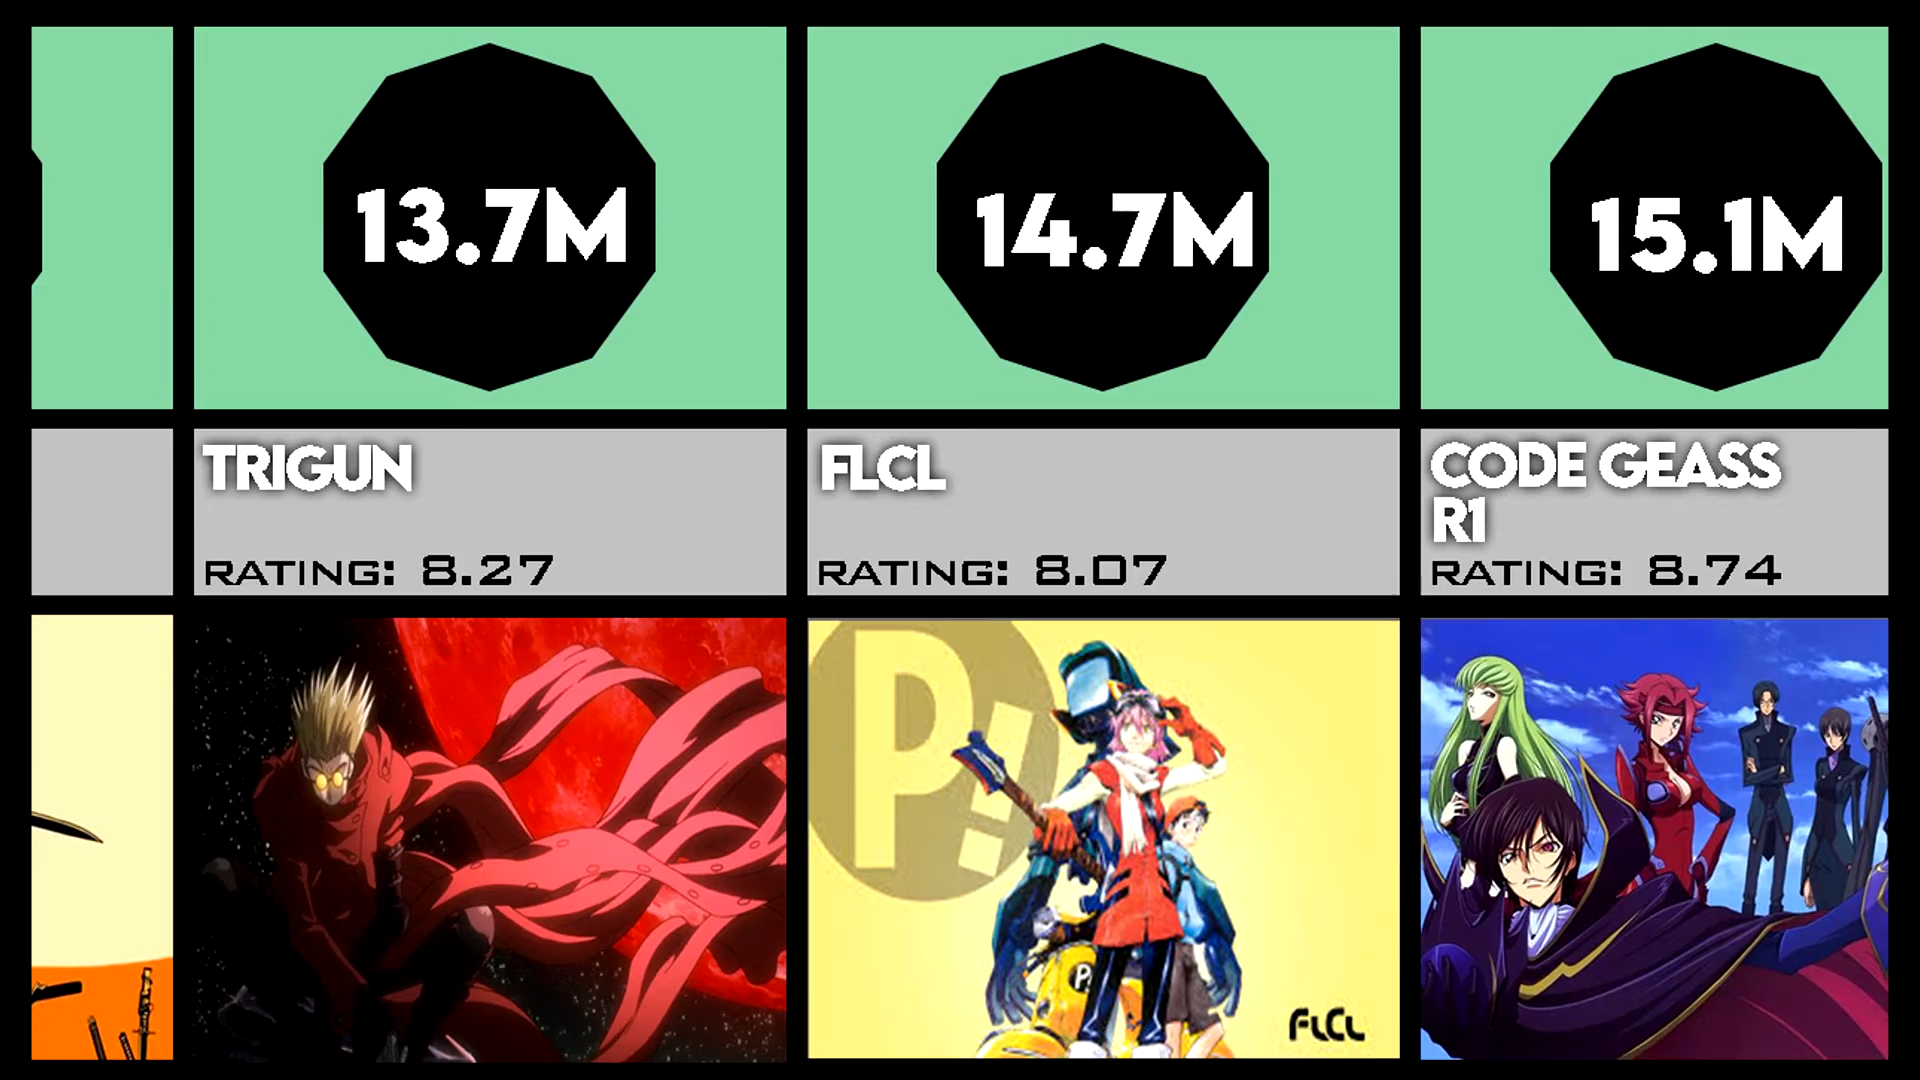 13.7M
14.7M
15.1M
TRIGUN
RATING: 8.27
FLCL
RATING: 8.07
CODE GEASS
R1
RATING: 8.74
P!
P!
FLCL